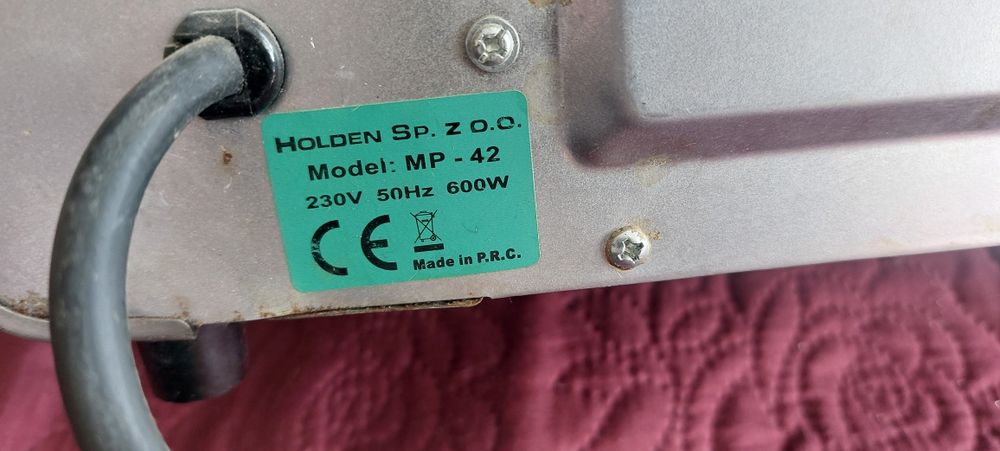 HOLDEN SP. Z O.O.
Model: MP - 42
230V 50Hz 600W
CE
Made in P.R.C.